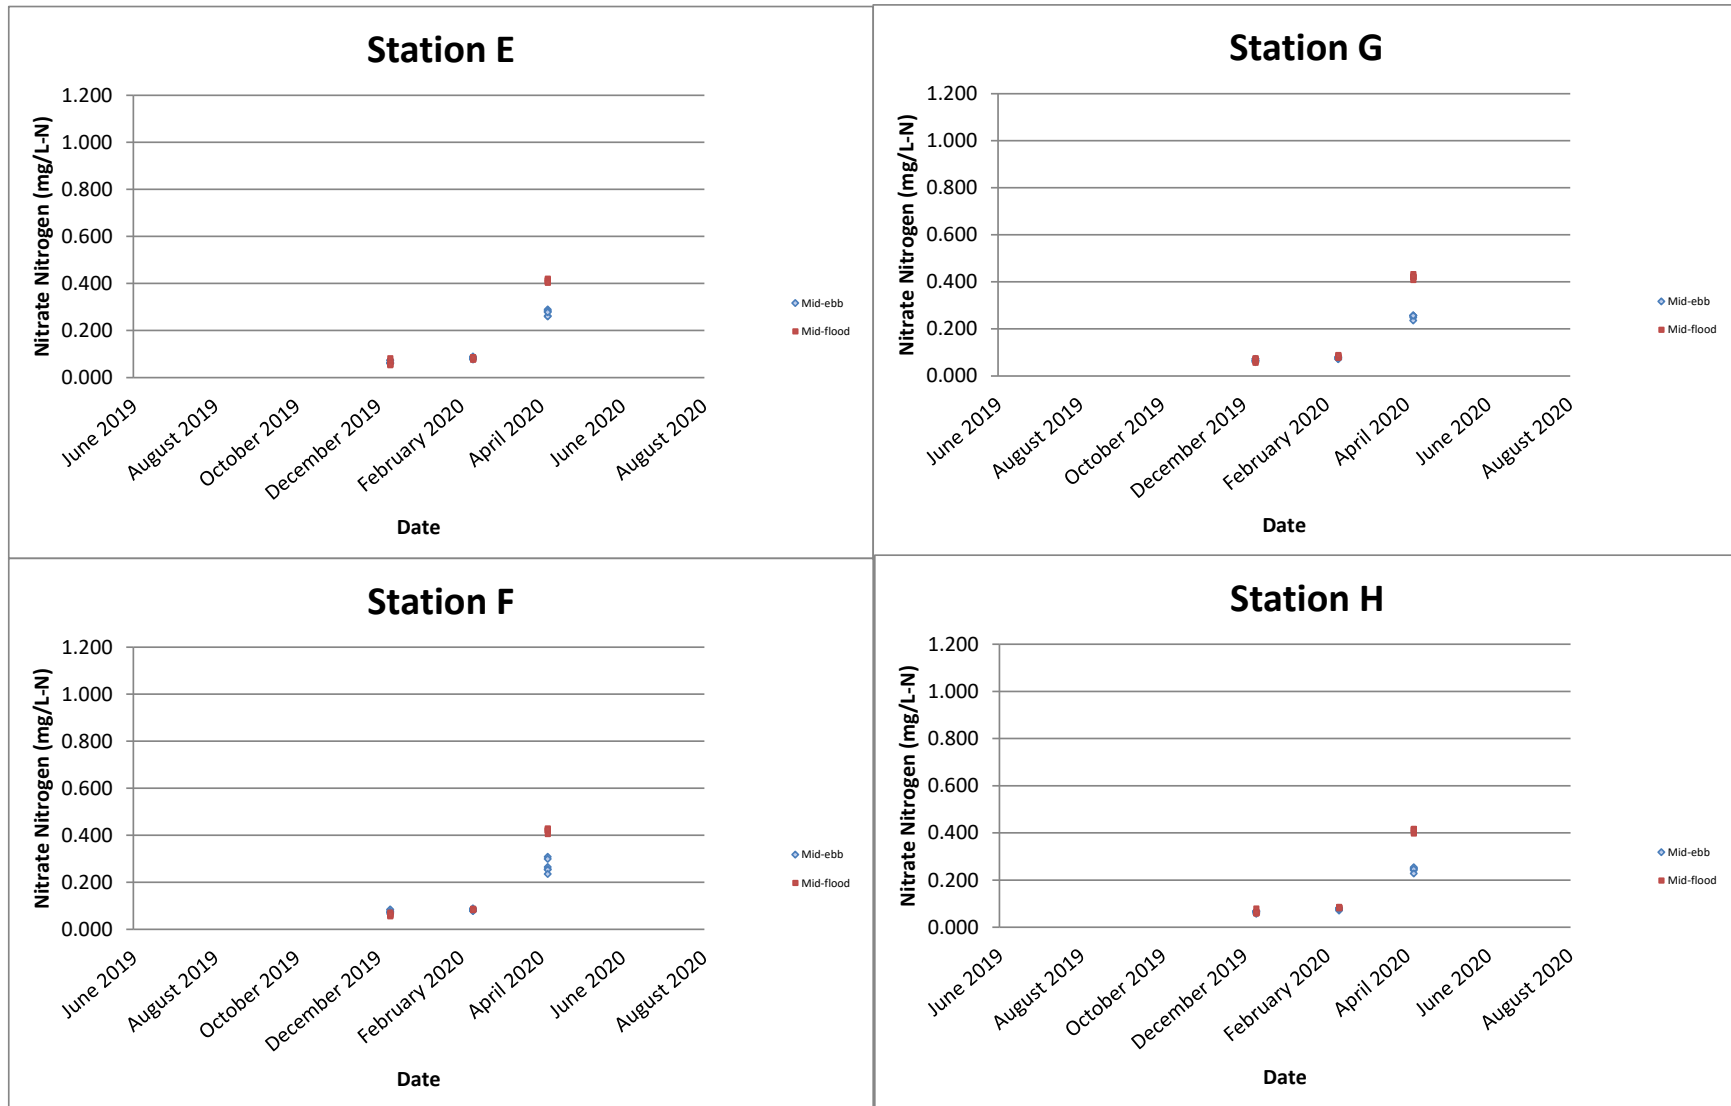 Station E
Nitrate Nitrogen (mg/L-N)
1.200
1.000
0.800
0.600
0.400
0.200
0.000
June 2019
August 2019
October 2019
December 2019
February 2020
April 2020
June 2020
August 2020
Date
Mid-ebb
Mid-flood
Station G
Nitrate Nitrogen (mg/L-N)
1.200
1.000
0.800
0.600
0.400
0.200
0.000
June 2019
August 2019
October 2019
December 2019
February 2020
April 2020
June 2020
August 2020
Date
Mid-ebb
Mid-flood
Station F
Nitrate Nitrogen (mg/L-N)
1.200
1.000
0.800
0.600
0.400
0.200
0.000
June 2019
August 2019
October 2019
December 2019
February 2020
April 2020
June 2020
August 2020
Date
Mid-ebb
Mid-flood
Station H
Nitrate Nitrogen (mg/L-N)
1.200
1.000
0.800
0.600
0.400
0.200
0.000
June 2019
August 2019
October 2019
December 2019
February 2020
April 2020
June 2020
August 2020
Date
Mid-ebb
Mid-flood